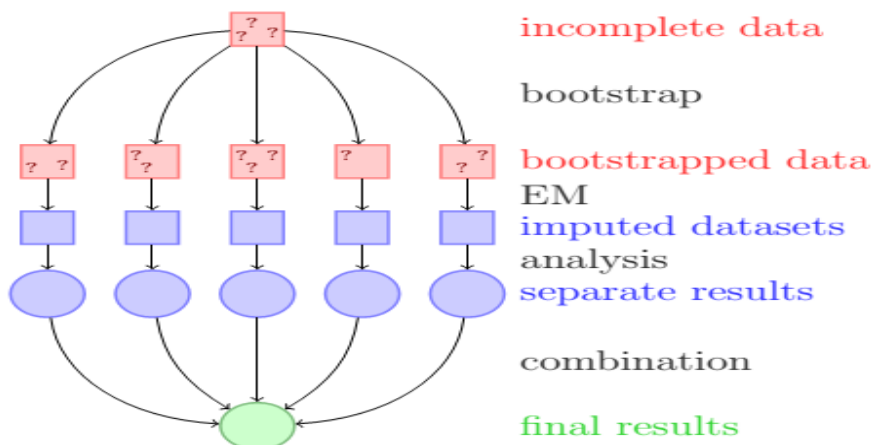 ? ? ?
incomplete data
bootstrap
? ? ? ? ? ? ? ? ? ?
bootstrapped data
EM
imputed datasets
analysis
separate results
combination
final results